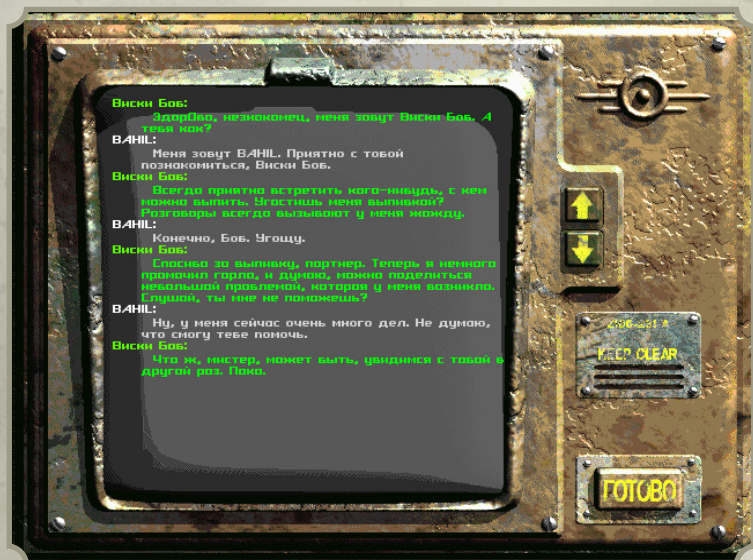 Виски Боб:
ЗдорОво, незнакомец, меня зовут Виски Боб. А
тебя как?
BAHIL:
Меня зовут BAHIL. Приятно с тобой
познакомиться, Виски Боб.
Виски Боб:
Всегда приятно встретить кого-нибудь, с кем
можно выпить. Угостишь меня выпивкой?
Разговоры всегда вызывают у меня жажду.
BAHIL:
Конечно, Боб. Угощу.
Виски Боб:
Спасибо за выпивку, партнер. Теперь я немного
промочил горло, и думаю, можно поделиться
небольшой проблемой, которая у меня возникла.
Слушай, ты мне не поможешь?
BAHIL:
Ну, у меня сейчас очень много дел. Не думаю,
что смогу тебе помочь.
Виски Боб:
Что ж, мистер, может быть, увидимся с тобой в
другой раз. Пока.
KEEP CLEAR
ГОТОВО